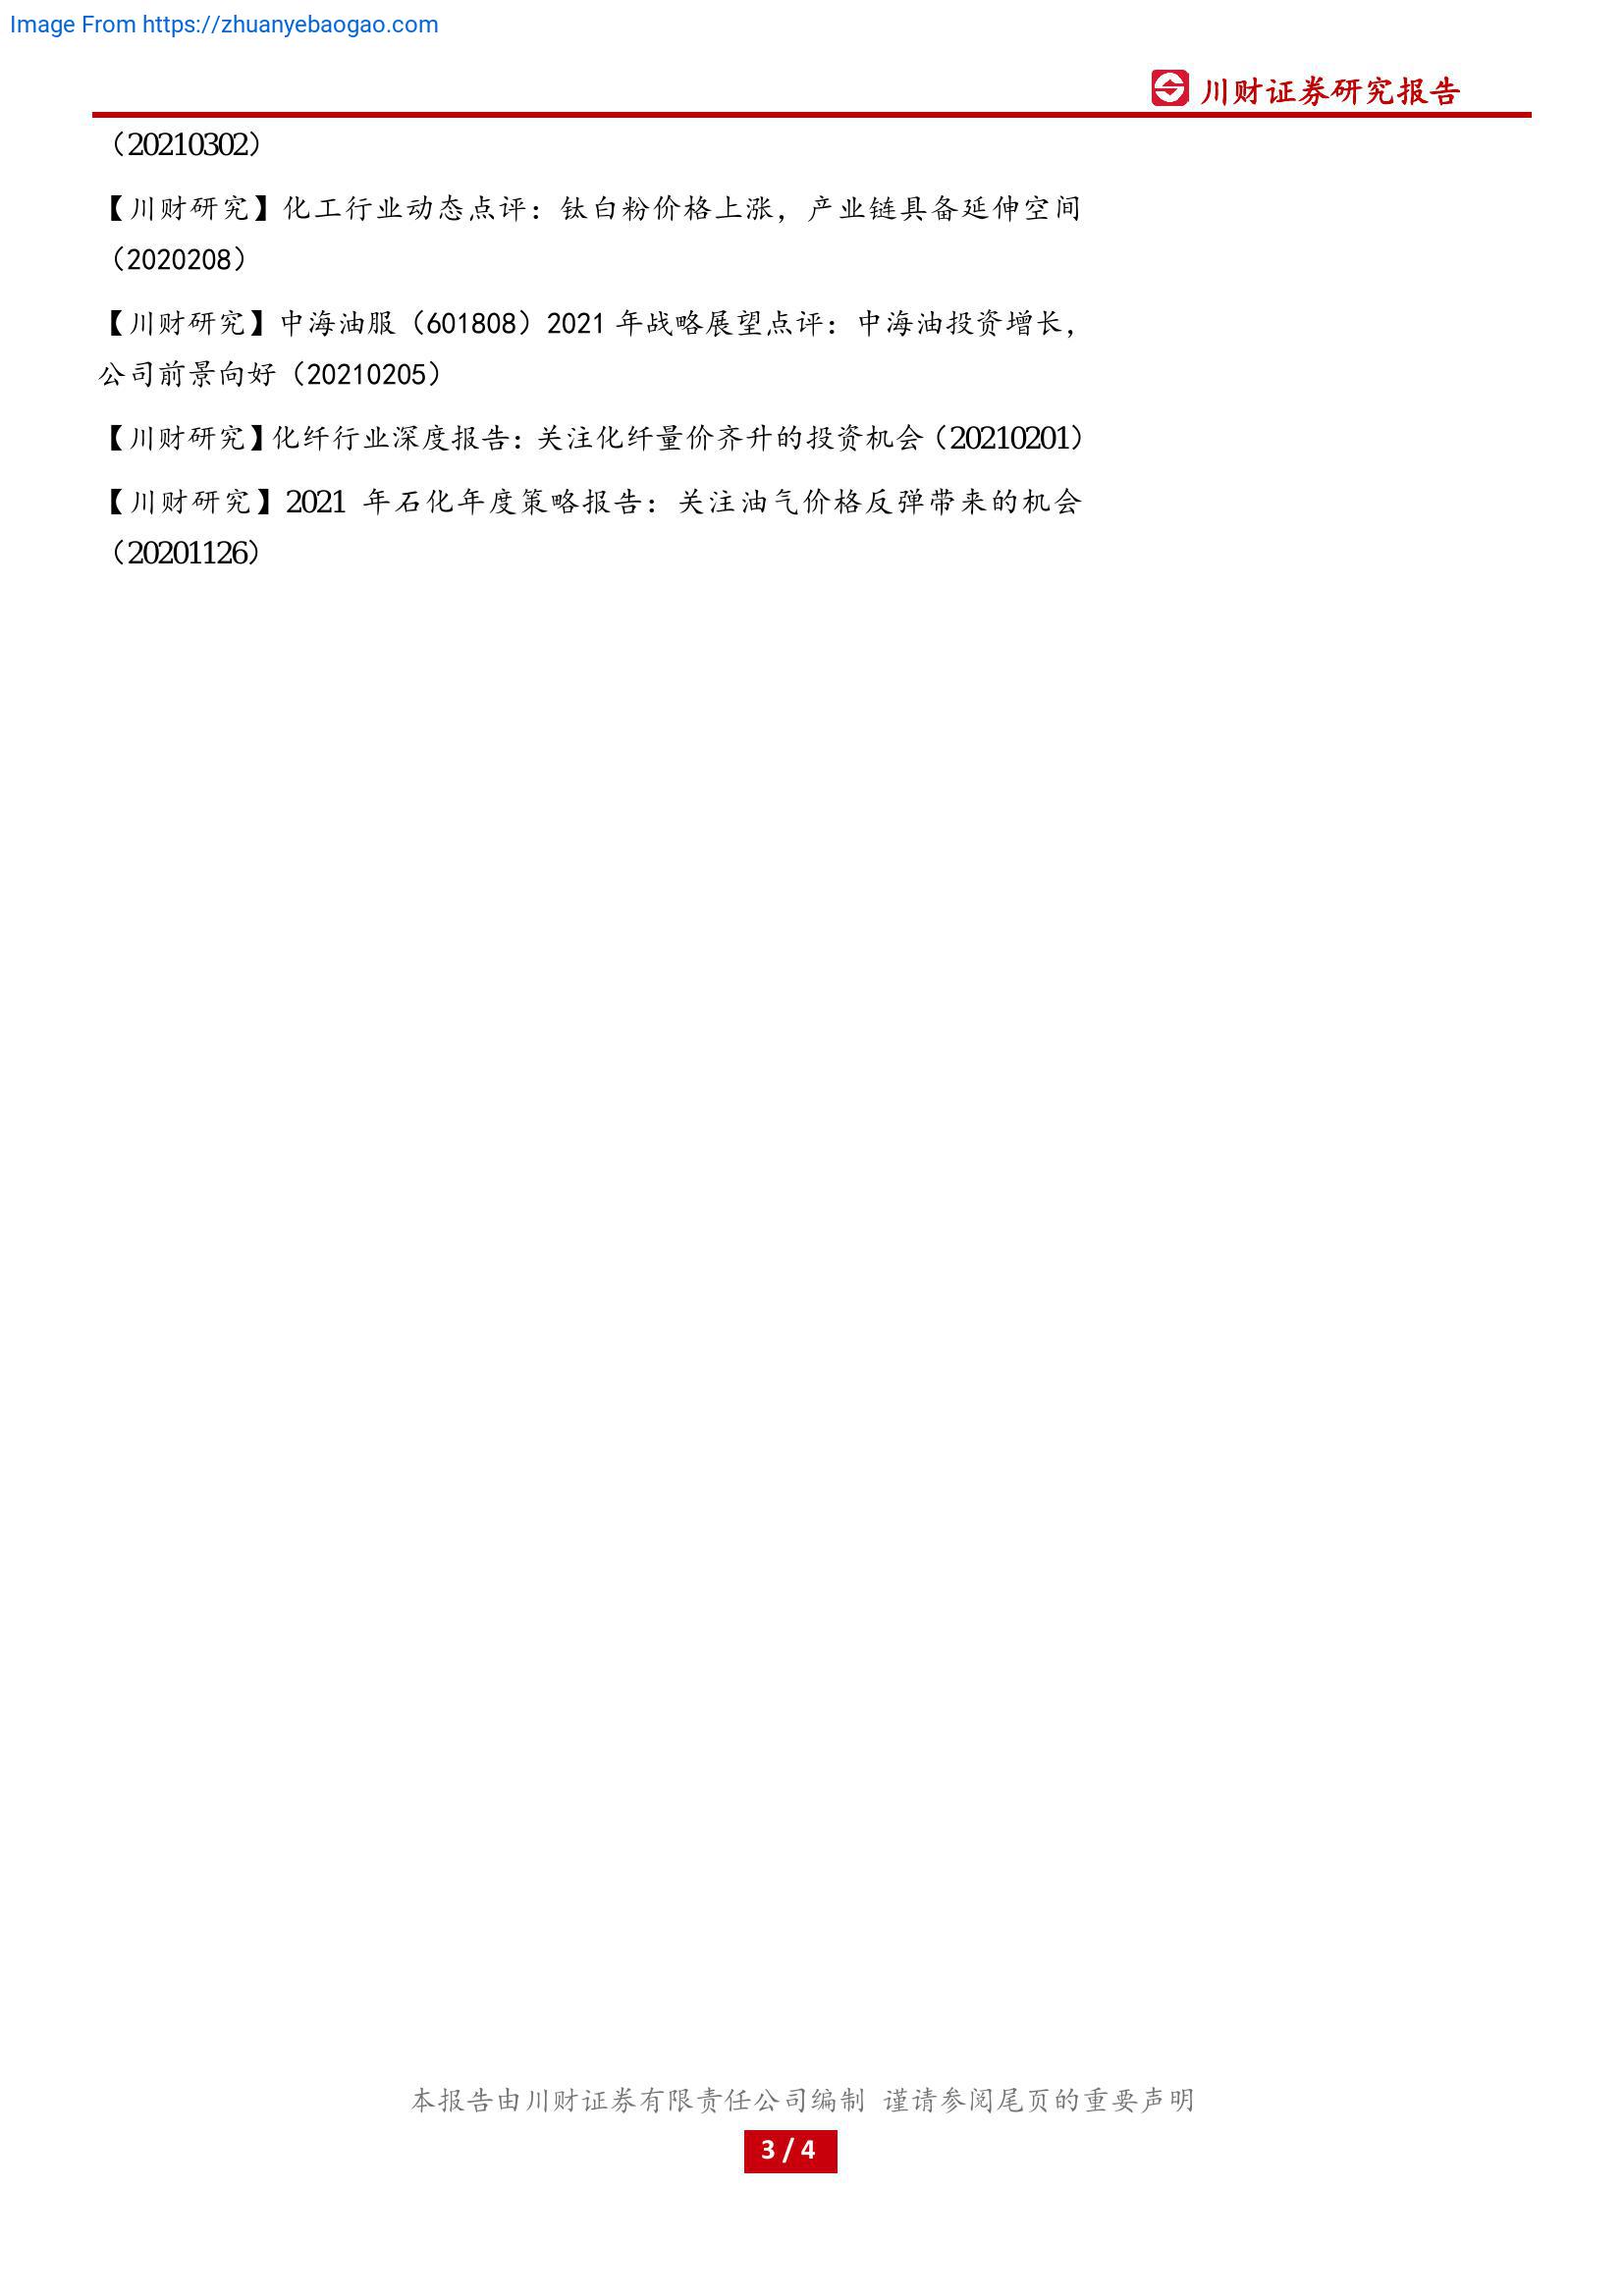 Image From https://zhuanyebaogao.com
川财证券研究报告
（20210302）
【川财研究】化工行业动态点评：钛白粉价格上涨，产业链具备延伸空间
（2020208）
【川财研究】中海油服（601808）2021 年战略展望点评：中海油投资增长，
公司前景向好（20210205）
【川财研究】化纤行业深度报告：关注化纤量价齐升的投资机会（20210201）
【川财研究】2021 年石化年度策略报告：关注油气价格反弹带来的机会
（20201126）
本报告由川财证券有限责任公司编制 谨请参阅尾页的重要声明
3 / 4